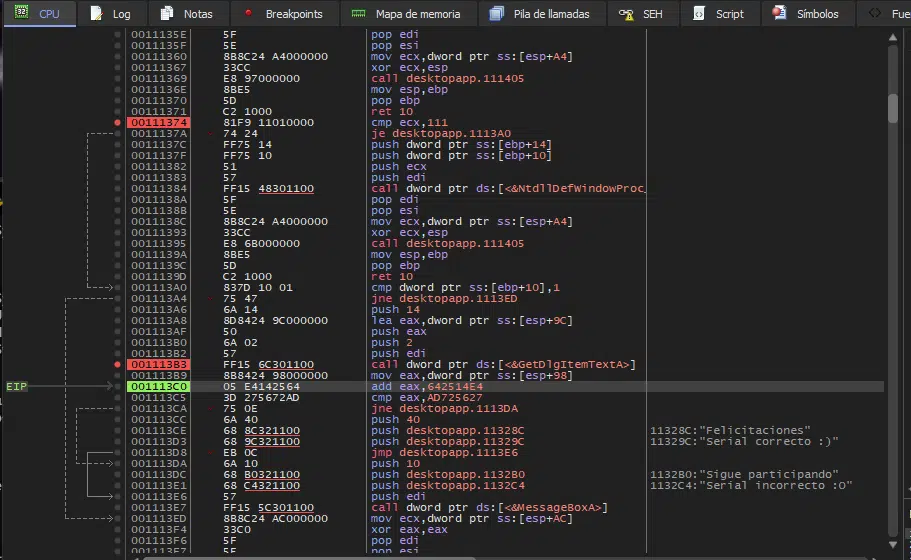 CPU Log Notas Breakpoints Mapa de memoria Pila de llamadas SEH Script Símbolos Fue
0011135E 5F pop edi
0011135F 5E pop esi
00111360 8B8C24 A4000000 mov ecx,dword ptr ss:[esp+A4]
00111367 33CC xor ecx,esp
00111369 E8 97000000 call desktopapp.111405
0011136E 8BE5 mov esp,ebp
00111370 5D pop ebp
00111371 C2 1000 ret 10
00111374 81F9 11010000 cmp ecx,111
0011137A 74 24 je desktopapp.1113A0
0011137C FF75 14 push dword ptr ss:[ebp+14]
0011137F FF75 10 push dword ptr ss:[ebp+10]
00111382 51 push ecx
00111383 57 push edi
00111384 FF15 48301100 call dword ptr ds:[<&NtdllDefWindowProc_
0011138A 5F pop edi
0011138B 5E pop esi
0011138C 8B8C24 A4000000 mov ecx,dword ptr ss:[esp+A4]
00111393 33CC xor ecx,esp
00111395 E8 6B000000 call desktopapp.111405
0011139A 8BE5 mov esp,ebp
0011139C 5D pop ebp
0011139D C2 1000 ret 10
001113A0 837D 10 01 cmp dword ptr ss:[ebp+10],1
001113A4 75 47 jne desktopapp.1113ED
001113A6 6A 14 push 14
001113A8 8D8424 9C000000 lea eax,dword ptr ss:[esp+9C]
001113AF 50 push eax
001113B0 6A 02 push 2
001113B2 57 push edi
001113B3 FF15 6C301100 call dword ptr ds:[<&GetDlgItemTextA>]
001113B9 8B8424 98000000 mov eax,dword ptr ss:[esp+98]
EIP 001113C0 05 E4142564 add eax,642514E4
001113C5 3D 275672AD cmp eax,AD725627
001113CA 75 0E jne desktopapp.1113DA
001113CC 6A 40 push 40
001113CE 68 8C321100 push desktopapp.11328C 11328C:"Felicitaciones"
001113D3 68 9C321100 push desktopapp.11329C 11329C:"Serial correcto :)"
001113D8 EB 0C jmp desktopapp.1113E6
001113DA 6A 10 push 10
001113DC 68 B0321100 push desktopapp.1132B0 1132B0:"Sigue participando"
001113E1 68 C4321100 push desktopapp.1132C4 1132C4:"Serial incorrecto :O"
001113E6 57 push edi
001113E7 FF15 5C301100 call dword ptr ds:[<&MessageBoxA>]
001113ED 8B8C24 AC000000 mov ecx,dword ptr ss:[esp+AC]
001113F4 33C0 xor eax,eax
001113F6 5F pop edi
001113F7 5E pop esi